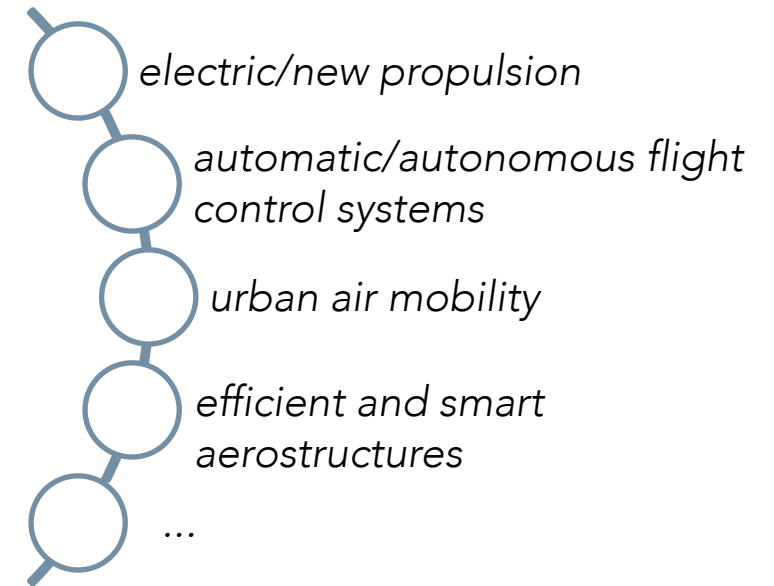 electric/new propulsion
automatic/autonomous flight
control systems
urban air mobility
efficient and smart
aerostructures
...